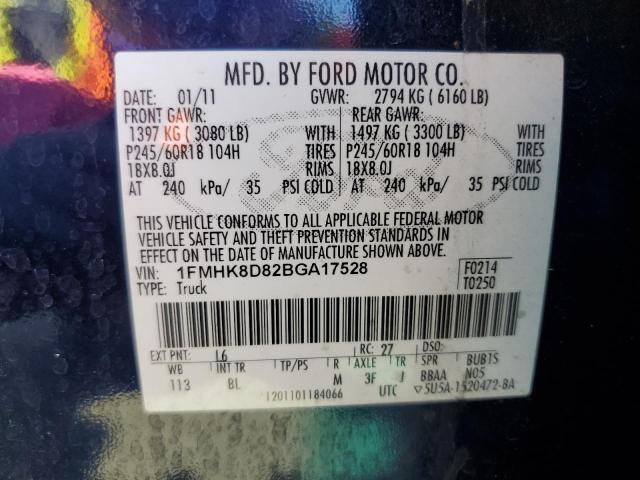 MFD. BY FORD MOTOR CO.
DATE: 01/11 GVWR: 2794 KG ( 6160 LB)
FRONT GAWR: REAR GAWR:
1397 KG ( 3080 LB) WITH 1497 KG ( 3300 LB) WITH
P245/60R18 104H TIRES P245/60R18 104H TIRES
18X8.0J RIMS 18X8.0J RIMS
AT 240 kPa/ 35 PSI COLD AT 240 kPa/ 35 PSI COLD
THIS VEHICLE CONFORMS TO ALL APPLICABLE FEDERAL MOTOR
VEHICLE SAFETY AND THEFT PREVENTION STANDARDS IN
EFFECT ON THE DATE OF MANUFACTURE SHOWN ABOVE.
VIN: 1FMHK8D82BGA17528 F0214
TYPE: Truck T0250
EXT PNT: L6 RC: 27 DSO:
WB INT TR TP/PS R AXLE TR SPR BUBTS
113 BL M 3F J BBAA N05
1201101184066 UTC ▽5U5A-1520472-BA